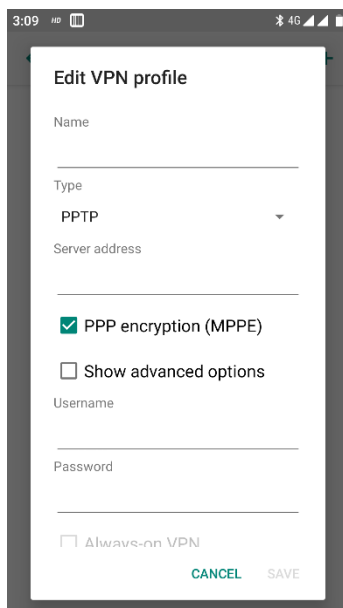 3:09 HD 4G
Edit VPN profile
Name
Type
PPTP
Server address
PPP encryption (MPPE)
Show advanced options
Username
Password
Always-on VPN
CANCEL SAVE